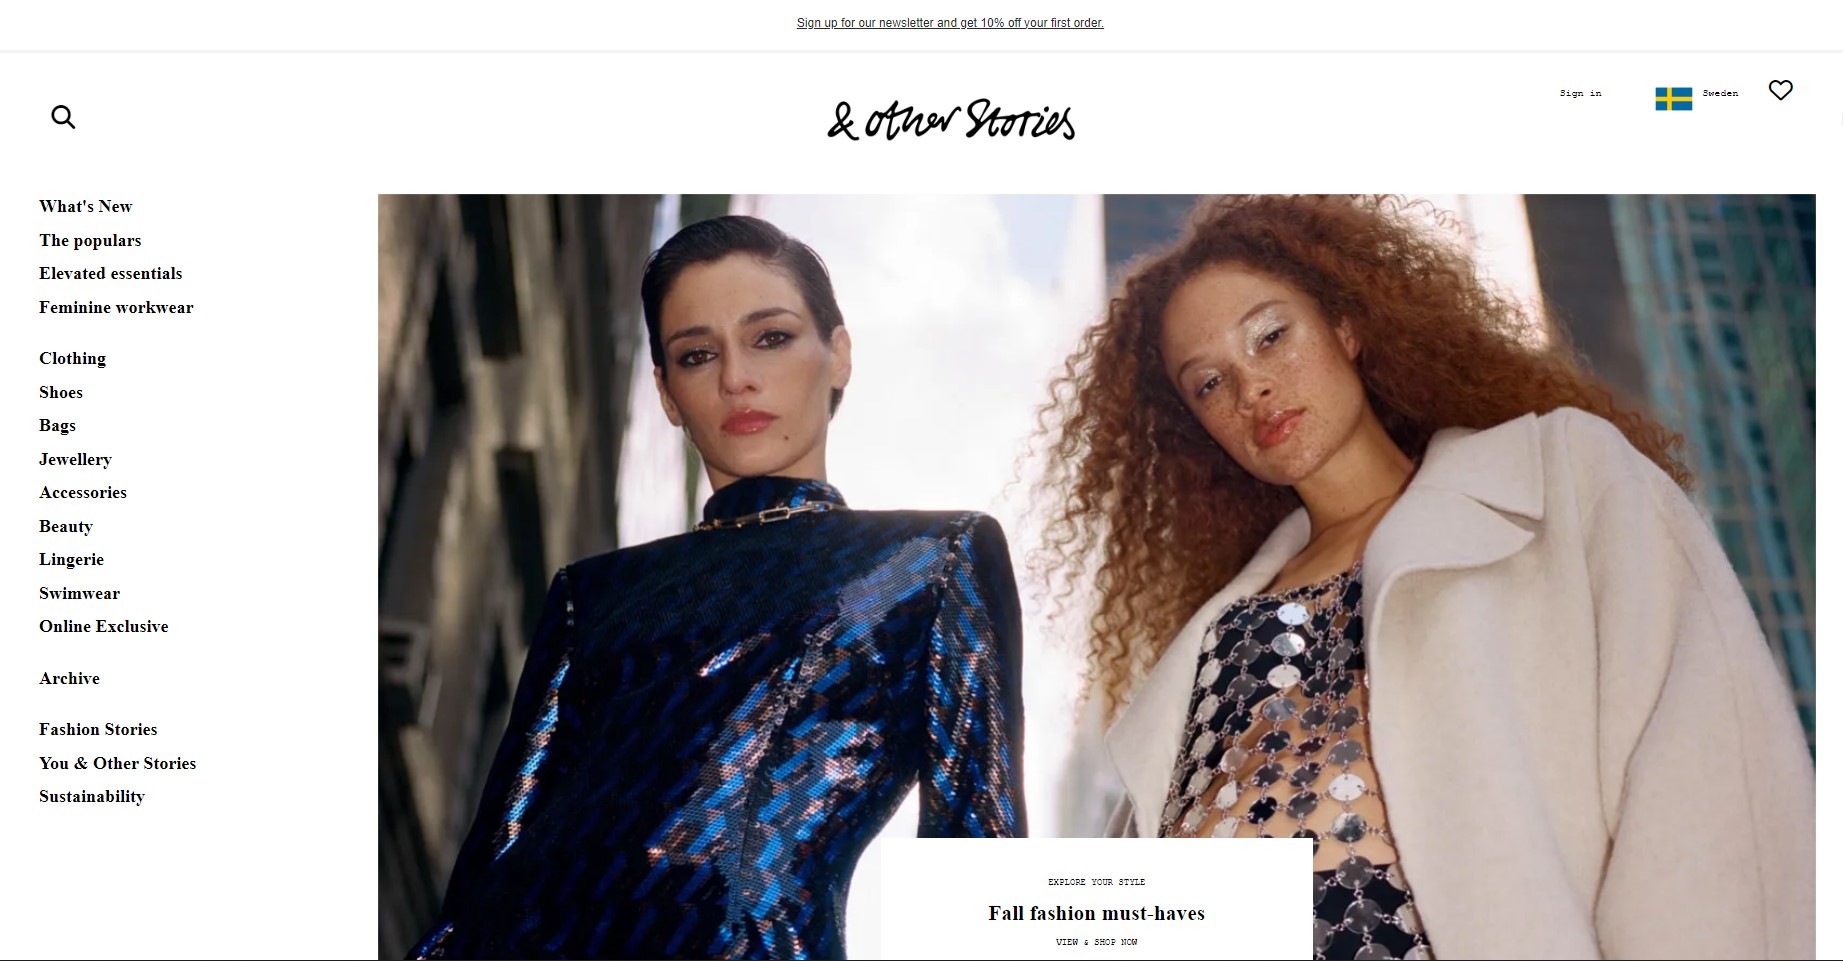 Sign up for our newsletter and get 10% off your first order.
& other Stories
Sign in
Sweden
What's New
The populars
Elevated essentials
Feminine workwear
Clothing
Shoes
Bags
Jewellery
Accessories
Beauty
Lingerie
Swimwear
Online Exclusive
Archive
Fashion Stories
You & Other Stories
Sustainability
EXPLORE YOUR STYLE
Fall fashion must-haves
VIEW & SHOP NOW